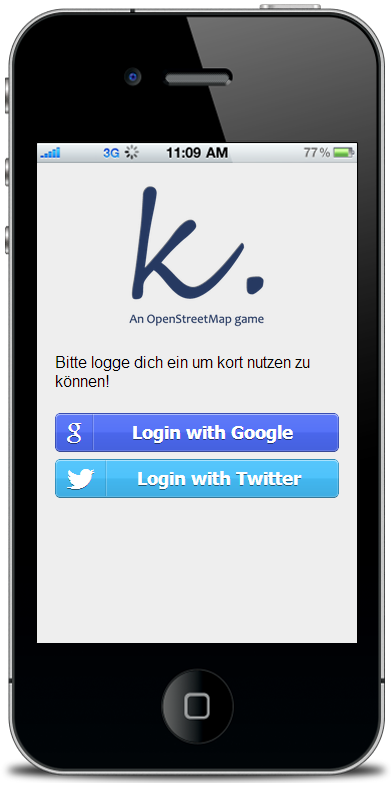 3G 11:09 AM 77%
k.
An OpenStreetMap game
Bitte logge dich ein um kort nutzen zu
können!
g Login with Google
Login with Twitter